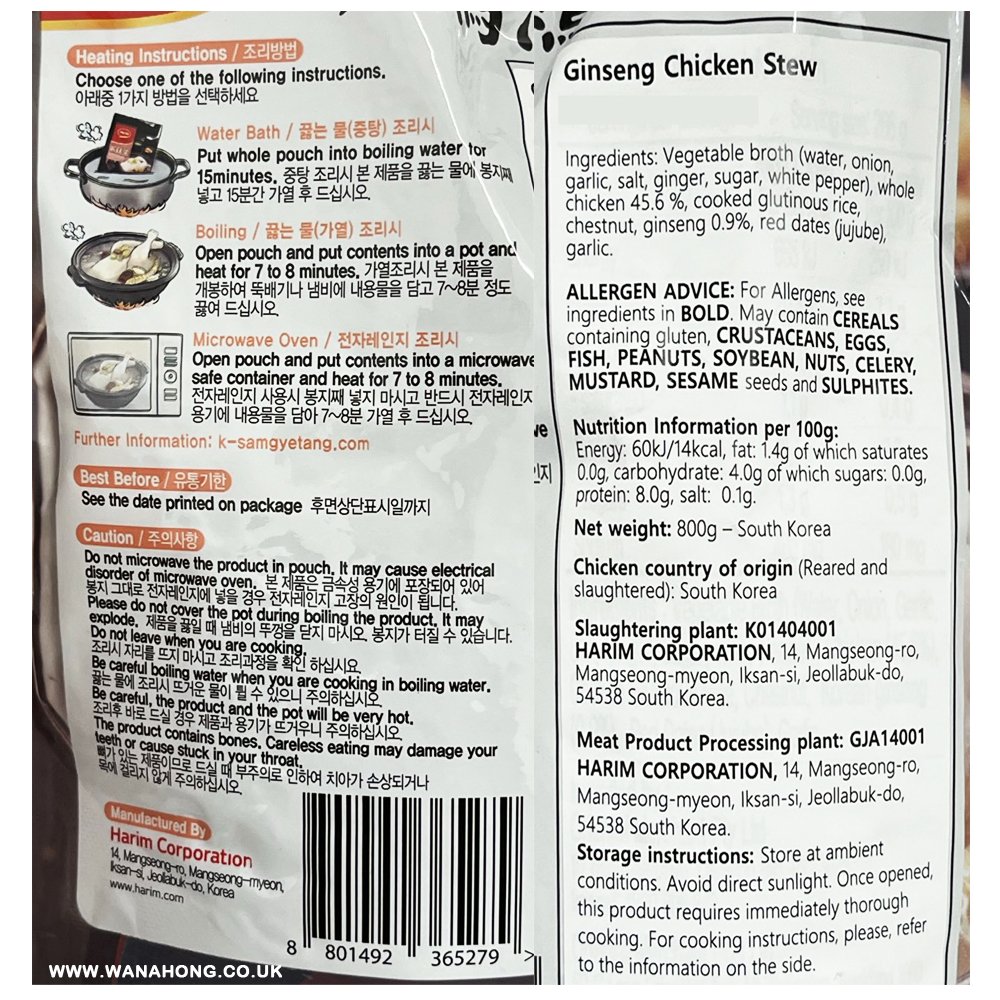 Heating Instructions / 조리방법
Choose one of the following instructions.
아래중 1가지 방법을 선택하세요
Water Bath / 끓는 물(중탕) 조리시
Put whole pouch into boiling water for
15minutes. 중탕 조리시 본 제품을 끓는 물에 봉지째
넣고 15분간 가열 후 드십시오.
Boiling / 끓는 물(가열) 조리시
Open pouch and put contents into a pot and
heat for 7 to 8 minutes. 가열조리시 본 제품을
개봉하여 뚝배기나 냄비에 내용물을 담고 7~8분 정도
끓여 드십시오.
Microwave Oven / 전자레인지 조리시
Open pouch and put contents into a microwave
safe container and heat for 7 to 8 minutes.
전자레인지 사용시 봉지째 넣지 마시고 반드시 전자레인지
용기에 내용물을 담아 7~8분 가열 후 드십시오.
Further Information: k-samgyetang.com
Best Before / 유통기한
See the date printed on package 후면상단표시일까지
Caution / 주의사항
Do not microwave the product in pouch. It may cause electrical
disorder of microwave oven. 본 제품은 금속성 용기에 포장되어 있어
봉지 그대로 전자레인지에 넣을 경우 전자레인지 고장의 원인이 됩니다.
Please do not cover the pot during boiling the product. It may
explode. 제품을 끓일 때 냄비의 뚜껑을 닫지 마시오. 봉지가 터질 수 있습니다.
Do not leave when you are cooking.
조리시 자리를 뜨지 마시고 조리과정을 확인 하십시오.
Be careful boiling water when you are cooking in boiling water.
끓는 물에 조리시 뜨거운 물이 튈 수 있으니 주의하십시오.
Be careful, the product and the pot will be very hot.
조리후 바로 드실 경우 제품과 용기가 뜨거우니 주의하십시오.
The product contains bones. Careless eating may damage your
teeth or cause stuck in your throat.
뼈가 있는 제품이므로 드실 때 부주의로 인하여 치아가 손상되거나
목에 걸리지 않게 주의하십시오.
Manufactured By
Harim Corporation
14, Mangseong-ro, Mangseong-myeon,
Iksan-si, Jeollabuk-do, Korea
www.harim.com
8 801492 365279 >
WWW.WANAHONG.CO.UK
we
인지
Ginseng Chicken Stew
Ingredients: Vegetable broth (water, onion,
garlic, salt, ginger, sugar, white pepper), whole
chicken 45.6 %, cooked glutinous rice,
chestnut, ginseng 0.9%, red dates (jujube),
garlic.
ALLERGEN ADVICE: For Allergens, see
ingredients in BOLD. May contain CEREALS
containing gluten, CRUSTACEANS, EGGS,
FISH, PEANUTS, SOYBEAN, NUTS, CELERY,
MUSTARD, SESAME seeds and SULPHITES.
Nutrition Information per 100g:
Energy: 60kJ/14kcal, fat: 1.4g of which saturates
0.0g, carbohydrate: 4.0g of which sugars: 0.0g,
protein: 8.0g, salt: 0.1g.
Net weight: 800g – South Korea
Chicken country of origin (Reared and
slaughtered): South Korea
Slaughtering plant: K01404001
HARIM CORPORATION, 14, Mangseong-ro,
Mangseong-myeon, Iksan-si, Jeollabuk-do,
54538 South Korea.
Meat Product Processing plant: GJA14001
HARIM CORPORATION, 14, Mangseong-ro,
Mangseong-myeon, Iksan-si, Jeollabuk-do,
54538 South Korea.
Storage instructions: Store at ambient
conditions. Avoid direct sunlight. Once opened,
this product requires immediately thorough
cooking. For cooking instructions, please, refer
to the information on the side.